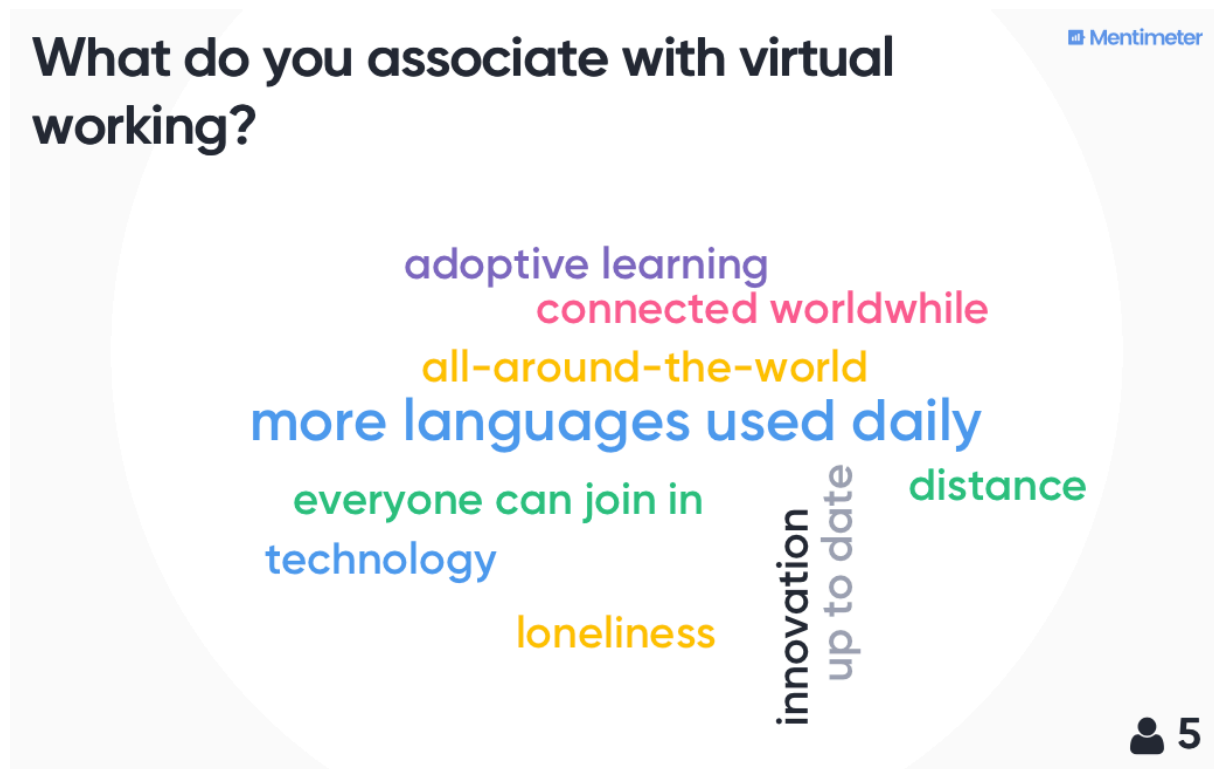 What do you associate with virtual
working?
Mentimeter
adoptive learning
connected worldwhile
all-around-the-world
more languages used daily
everyone can join in
distance
technology
innovation
up to date
loneliness
5